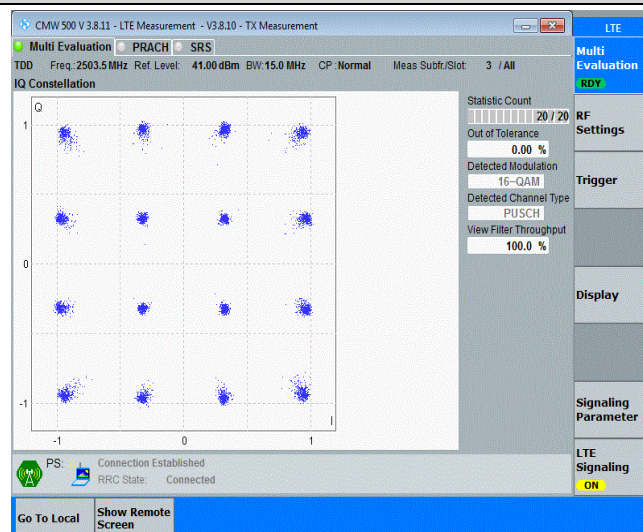 CMW 500 V 3.8.11 - LTE Measurement - V3.8.10 - TX Measurement
LTE
Multi Evaluation PRACH SRS
Multi
Evaluation
RDY
TDD Freq.:2503.5 MHz Ref. Level: 41.00 dBm BW:15.0 MHz CP :Normal Meas Subfr./Slot: 3 / All
IQ Constellation
Statistic Count
20 / 20
Out of Tolerance
0.00 %
Detected Modulation
16-QAM
Detected Channel Type
PUSCH
View Filter Throughput
100.0 %
RF
Settings
Trigger
Display
Signaling
Parameter
LTE
Signaling
ON
Q
1
0
-1
I
-1 0 1
PS: Connection Established
RRC State: Connected
Go To Local
Show Remote
Screen